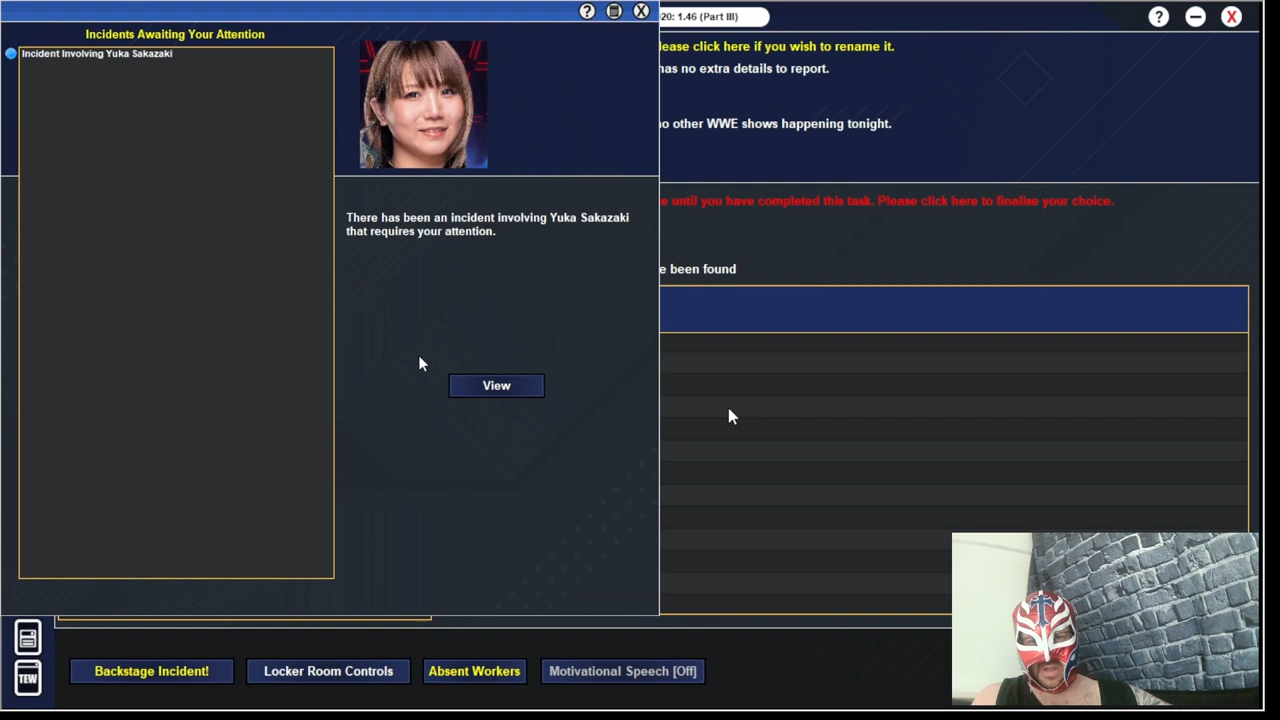 20: 1.46 (Part III)
Incidents Awaiting Your Attention
Incident Involving Yuka Sakazaki
lease click here if you wish to rename it.
has no extra details to report.
no other WWE shows happening tonight.
There has been an incident involving Yuka Sakazaki
that requires your attention.
e until you have completed this task. Please click here to finalise your choice.
e been found
View
Backstage Incident!
Locker Room Controls
Absent Workers
Motivational Speech [Off]
TEW